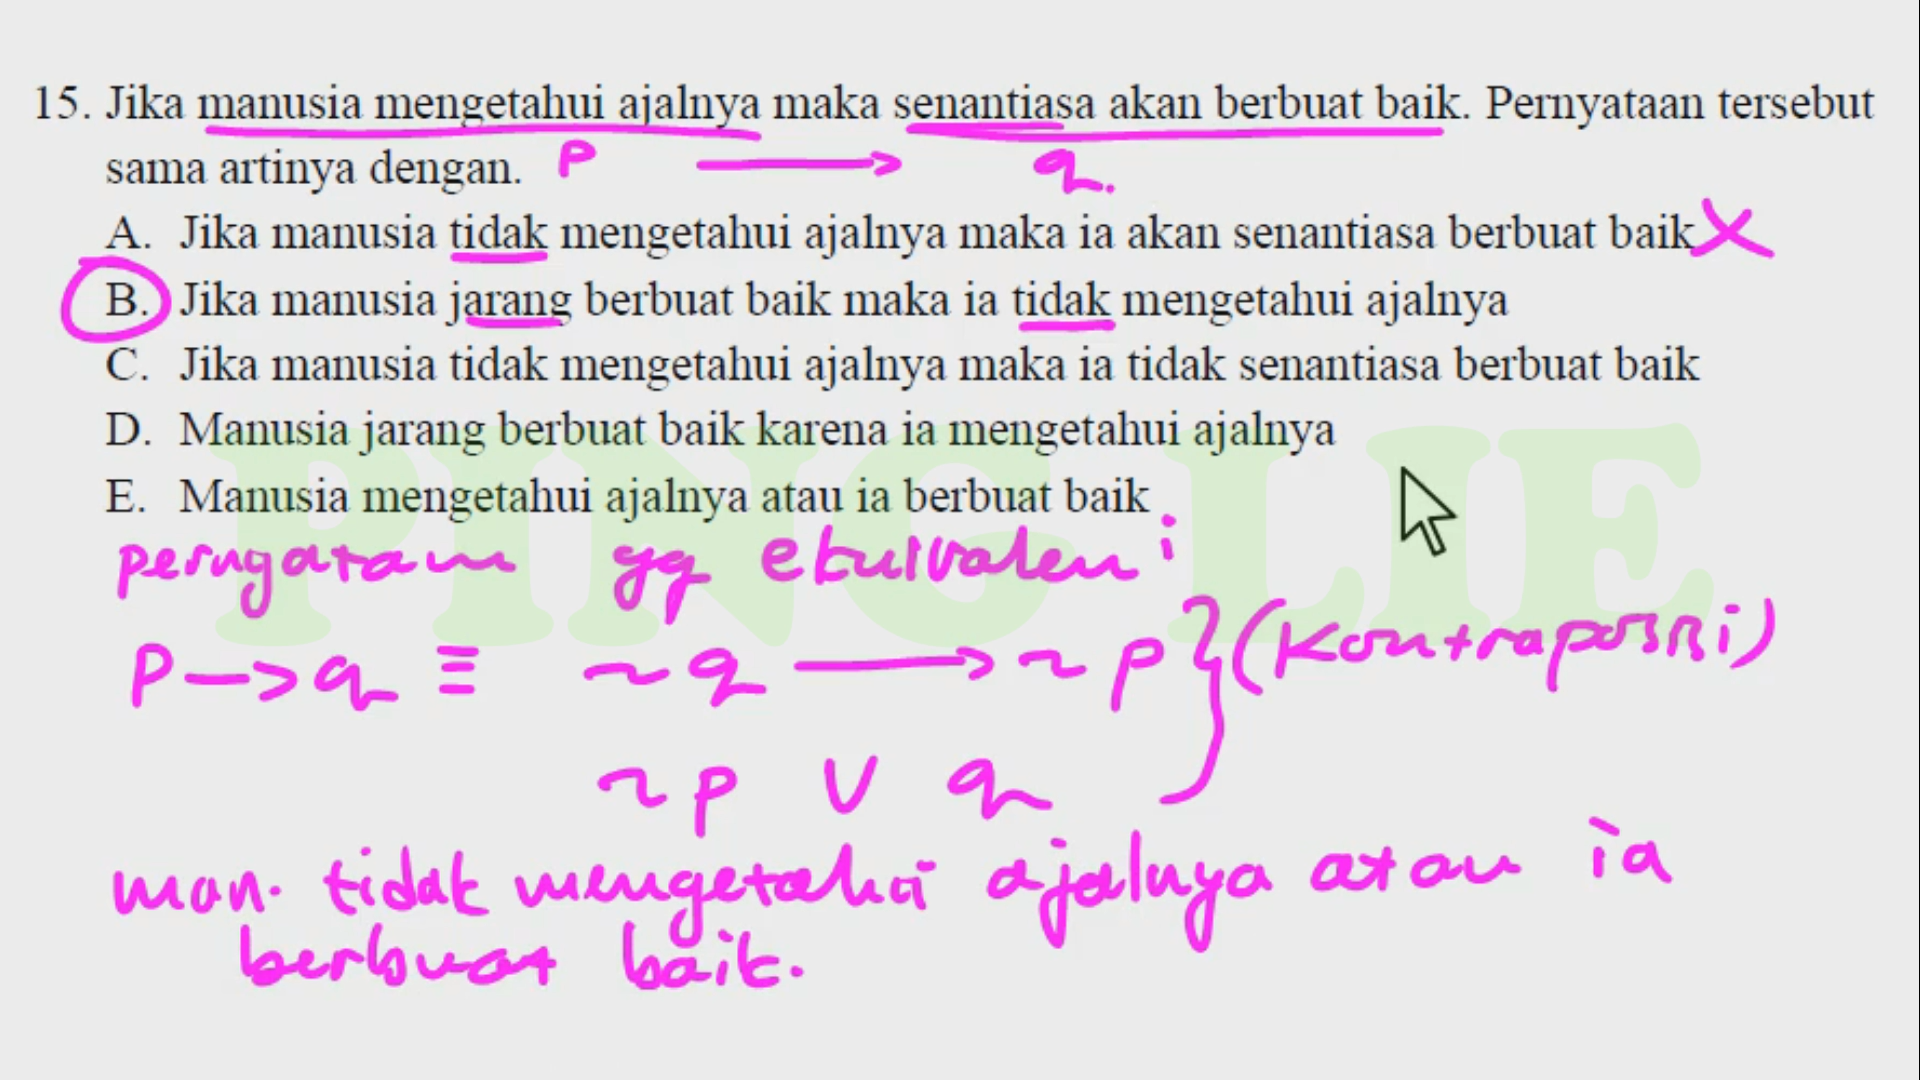 15. Jika manusia mengetahui ajalnya maka senantiasa akan berbuat baik. Pernyataan tersebut
sama artinya dengan.
p → q.
A. Jika manusia tidak mengetahui ajalnya maka ia akan senantiasa berbuat baik
B. Jika manusia jarang berbuat baik maka ia tidak mengetahui ajalnya
C. Jika manusia tidak mengetahui ajalnya maka ia tidak senantiasa berbuat baik
D. Manusia jarang berbuat baik karena ia mengetahui ajalnya
E. Manusia mengetahui ajalnya atau ia berbuat baik
PING LIE
pernyataan yg ekuivalen :
p → q ≡ ~ q → ~ p } (kontraposisi)
~ p ∨ q
man. tidak mengetahui ajalnya atau ia
berbuat baik.